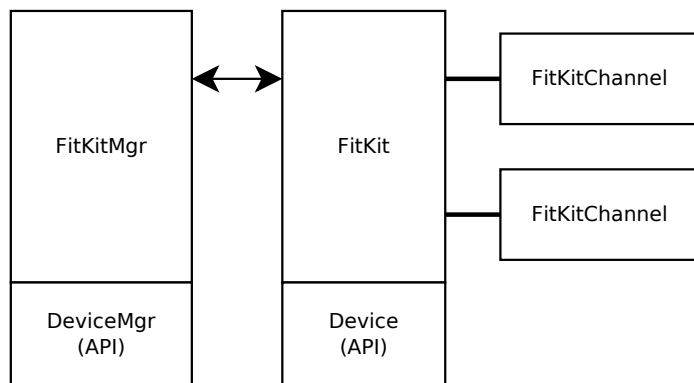 FitKitMgr
FitKit
FitKitChannel
FitKitChannel
DeviceMgr
(API)
Device
(API)